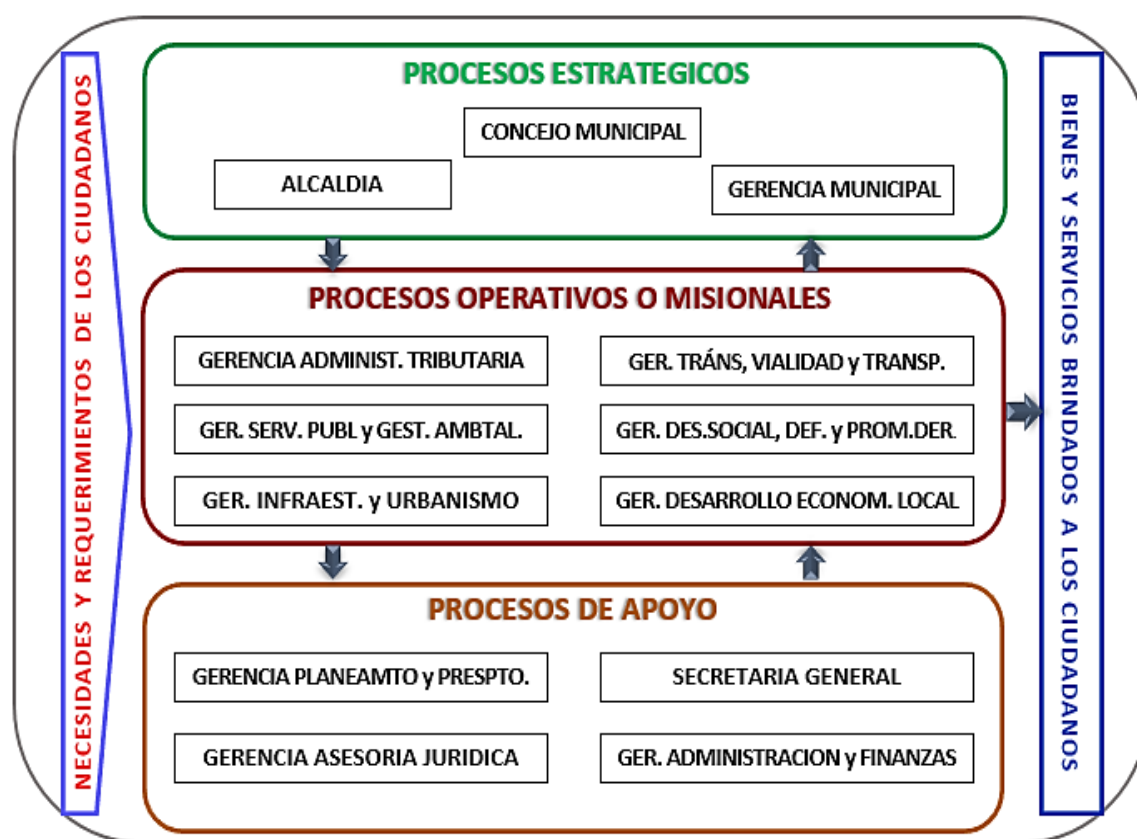 NECESIDADES Y REQUERIMIENTOS DE LOS CIUDADANOS
PROCESOS ESTRATEGICOS
CONCEJO MUNICIPAL
ALCALDIA
GERENCIA MUNICIPAL
PROCESOS OPERATIVOS O MISIONALES
GERENCIA ADMINIST. TRIBUTARIA
GER. TRÁNS, VIALIDAD y TRANSP.
GER. SERV. PUBL y GEST. AMBTAL.
GER. DES.SOCIAL, DEF. y PROM.DER.
GER. INFRAEST. y URBANISMO
GER. DESARROLLO ECONOM. LOCAL
PROCESOS DE APOYO
GERENCIA PLANEAMTO y PRESPTO.
SECRETARIA GENERAL
GERENCIA ASESORIA JURIDICA
GER. ADMINISTRACION y FINANZAS
BIENES Y SERVICIOS BRINDADOS A LOS CIUDADANOS